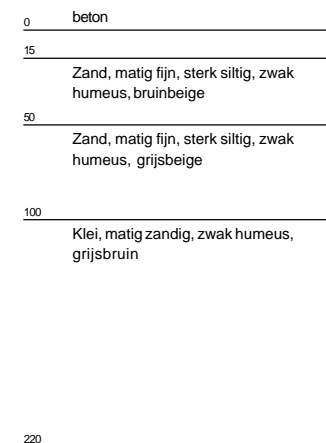 beton
0
15
Zand, matig fijn, sterk siltig, zwak
humeus, bruinbeige
50
Zand, matig fijn, sterk siltig, zwak
humeus, grijsbeige
100
Klei, matig zandig, zwak humeus,
grijsbruin
220